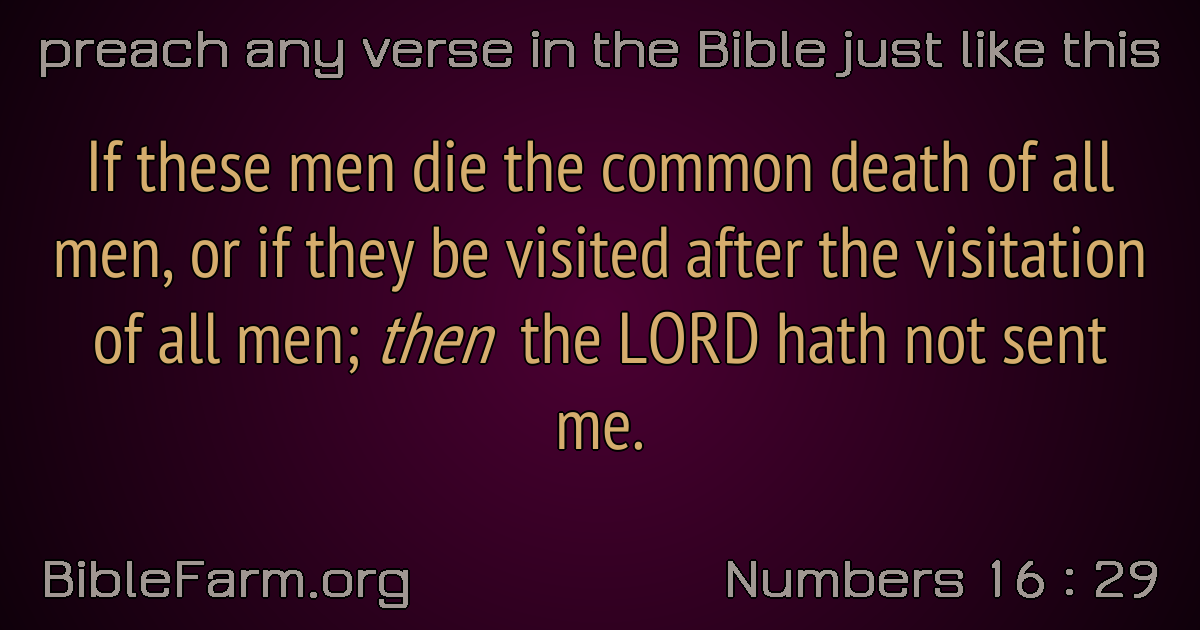 preach any verse in the Bible just like this
If these men die the common death of all
men, or if they be visited after the visitation
of all men; then the LORD hath not sent
me.
BibleFarm.org
Numbers 16 : 29